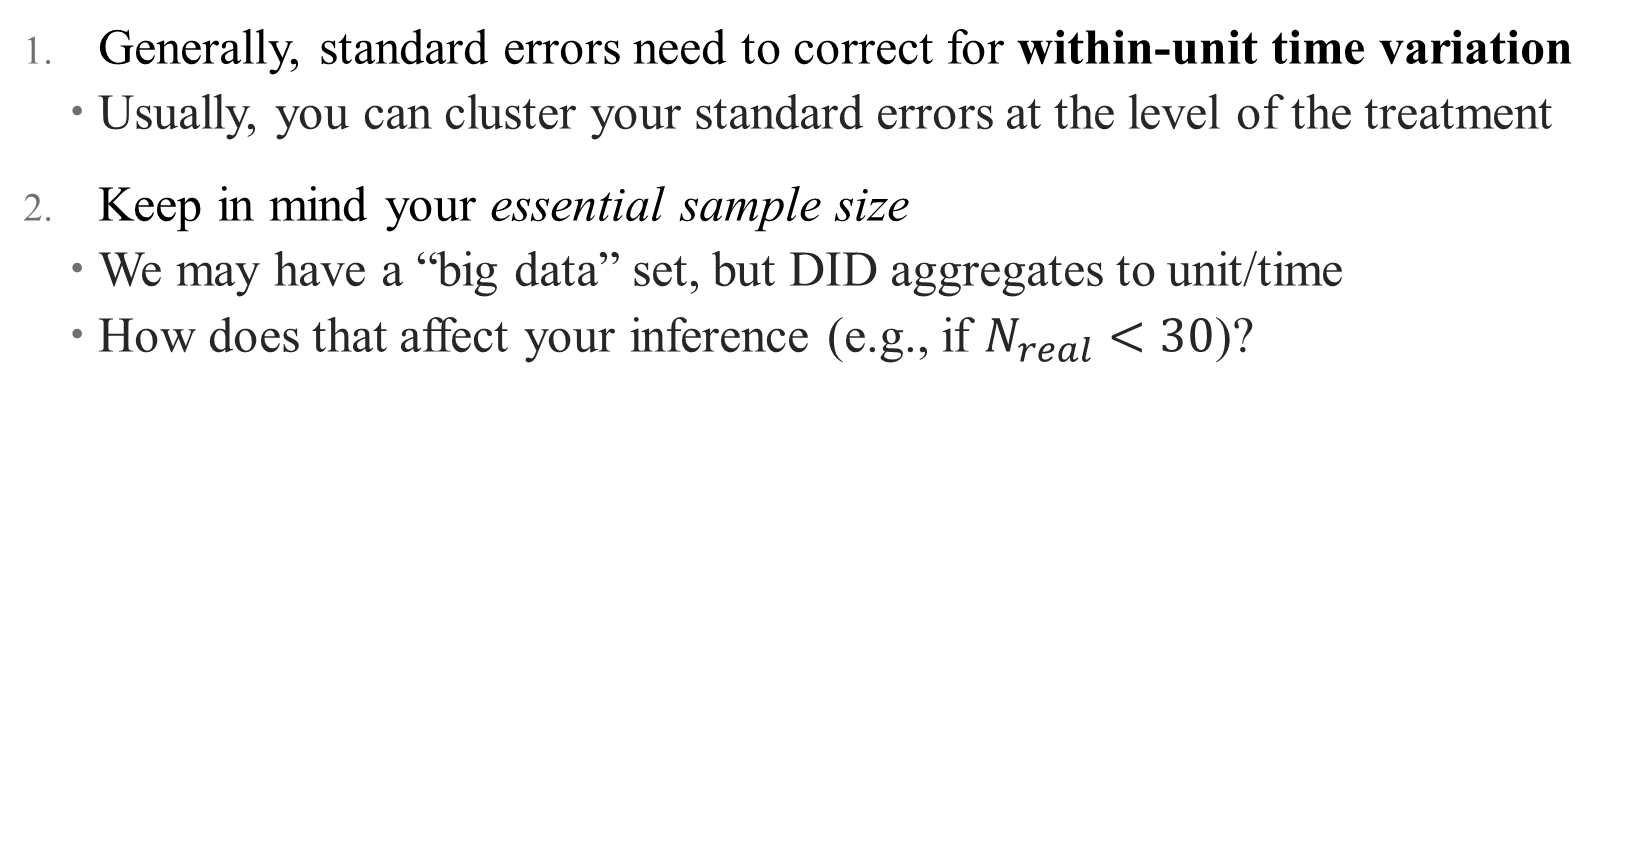 1. Generally, standard errors need to correct for within-unit time variation
• Usually, you can cluster your standard errors at the level of the treatment
2. Keep in mind your essential sample size
• We may have a “big data” set, but DID aggregates to unit/time
• How does that affect your inference (e.g., if N_real < 30)?